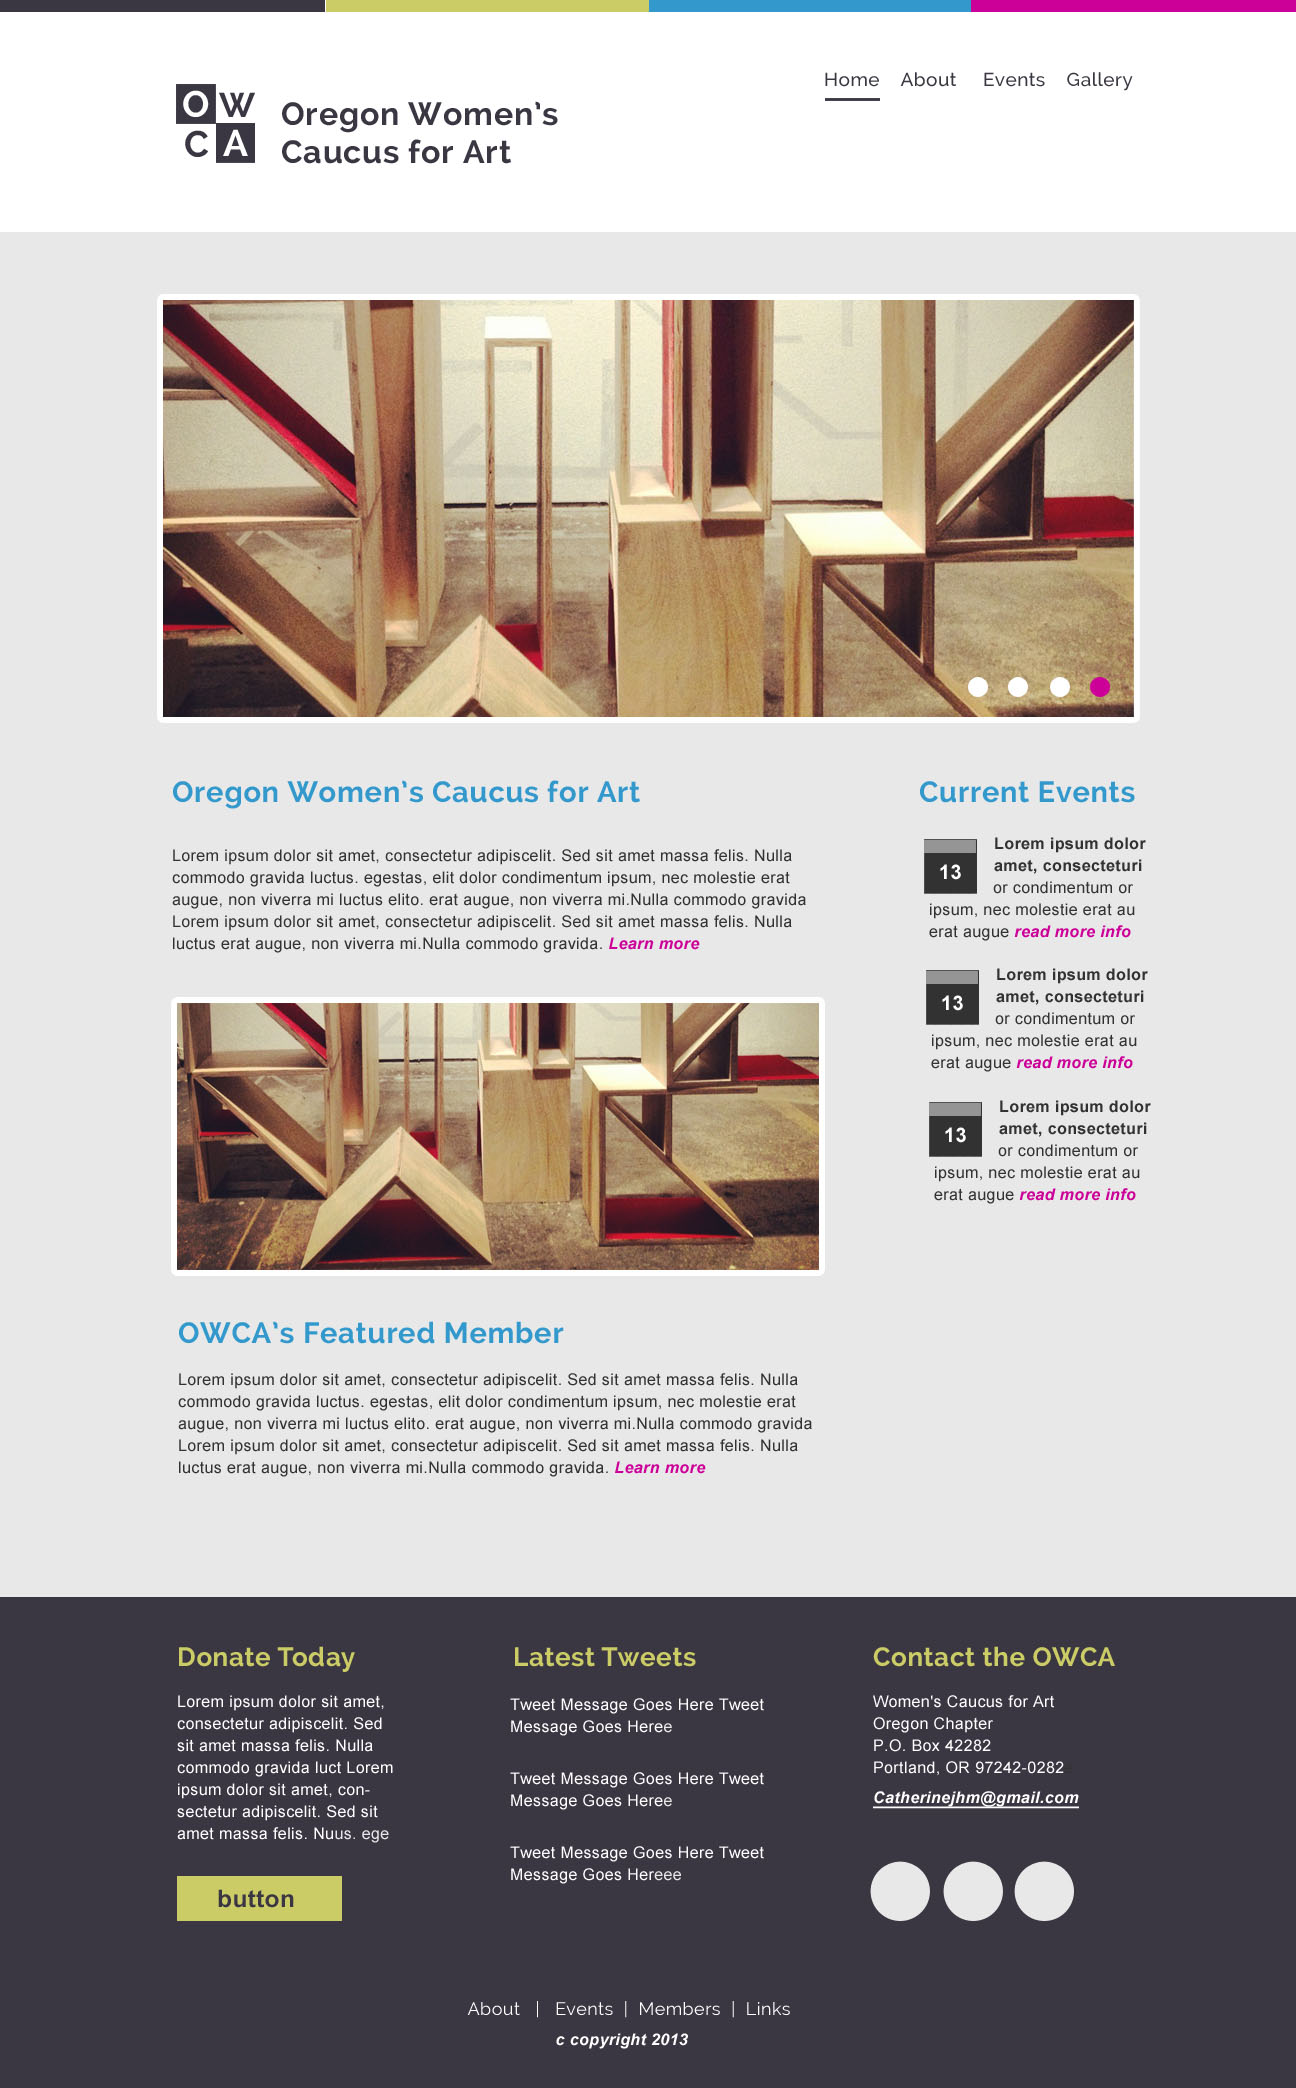 O W
C A
Oregon Women's
Caucus for Art
Home About Events Gallery
Oregon Women's Caucus for Art
Lorem ipsum dolor sit amet, consectetur adipiscelit. Sed sit amet massa felis. Nulla
commodo gravida luctus. egestas, elit dolor condimentum ipsum, nec molestie erat
augue, non viverra mi luctus elito. erat augue, non viverra mi.Nulla commodo gravida
Lorem ipsum dolor sit amet, consectetur adipiscelit. Sed sit amet massa felis. Nulla
luctus erat augue, non viverra mi.Nulla commodo gravida. Learn more
OWCA's Featured Member
Lorem ipsum dolor sit amet, consectetur adipiscelit. Sed sit amet massa felis. Nulla
commodo gravida luctus. egestas, elit dolor condimentum ipsum, nec molestie erat
augue, non viverra mi luctus elito. erat augue, non viverra mi.Nulla commodo gravida
Lorem ipsum dolor sit amet, consectetur adipiscelit. Sed sit amet massa felis. Nulla
luctus erat augue, non viverra mi.Nulla commodo gravida. Learn more
Current Events
13
Lorem ipsum dolor
amet, consecteturi
or condimentum or
ipsum, nec molestie erat au
erat augue read more info
13
Lorem ipsum dolor
amet, consecteturi
or condimentum or
ipsum, nec molestie erat au
erat augue read more info
13
Lorem ipsum dolor
amet, consecteturi
or condimentum or
ipsum, nec molestie erat au
erat augue read more info
Donate Today
Lorem ipsum dolor sit amet,
consectetur adipiscelit. Sed
sit amet massa felis. Nulla
commodo gravida luct Lorem
ipsum dolor sit amet, con-
sectetur adipiscelit. Sed sit
amet massa felis. Nuus. ege
button
Latest Tweets
Tweet Message Goes Here Tweet
Message Goes Heree
Tweet Message Goes Here Tweet
Message Goes Heree
Tweet Message Goes Here Tweet
Message Goes Hereee
Contact the OWCA
Women's Caucus for Art
Oregon Chapter
P.O. Box 42282
Portland, OR 97242-0282
Catherinejhm@gmail.com
About | Events | Members | Links
c copyright 2013